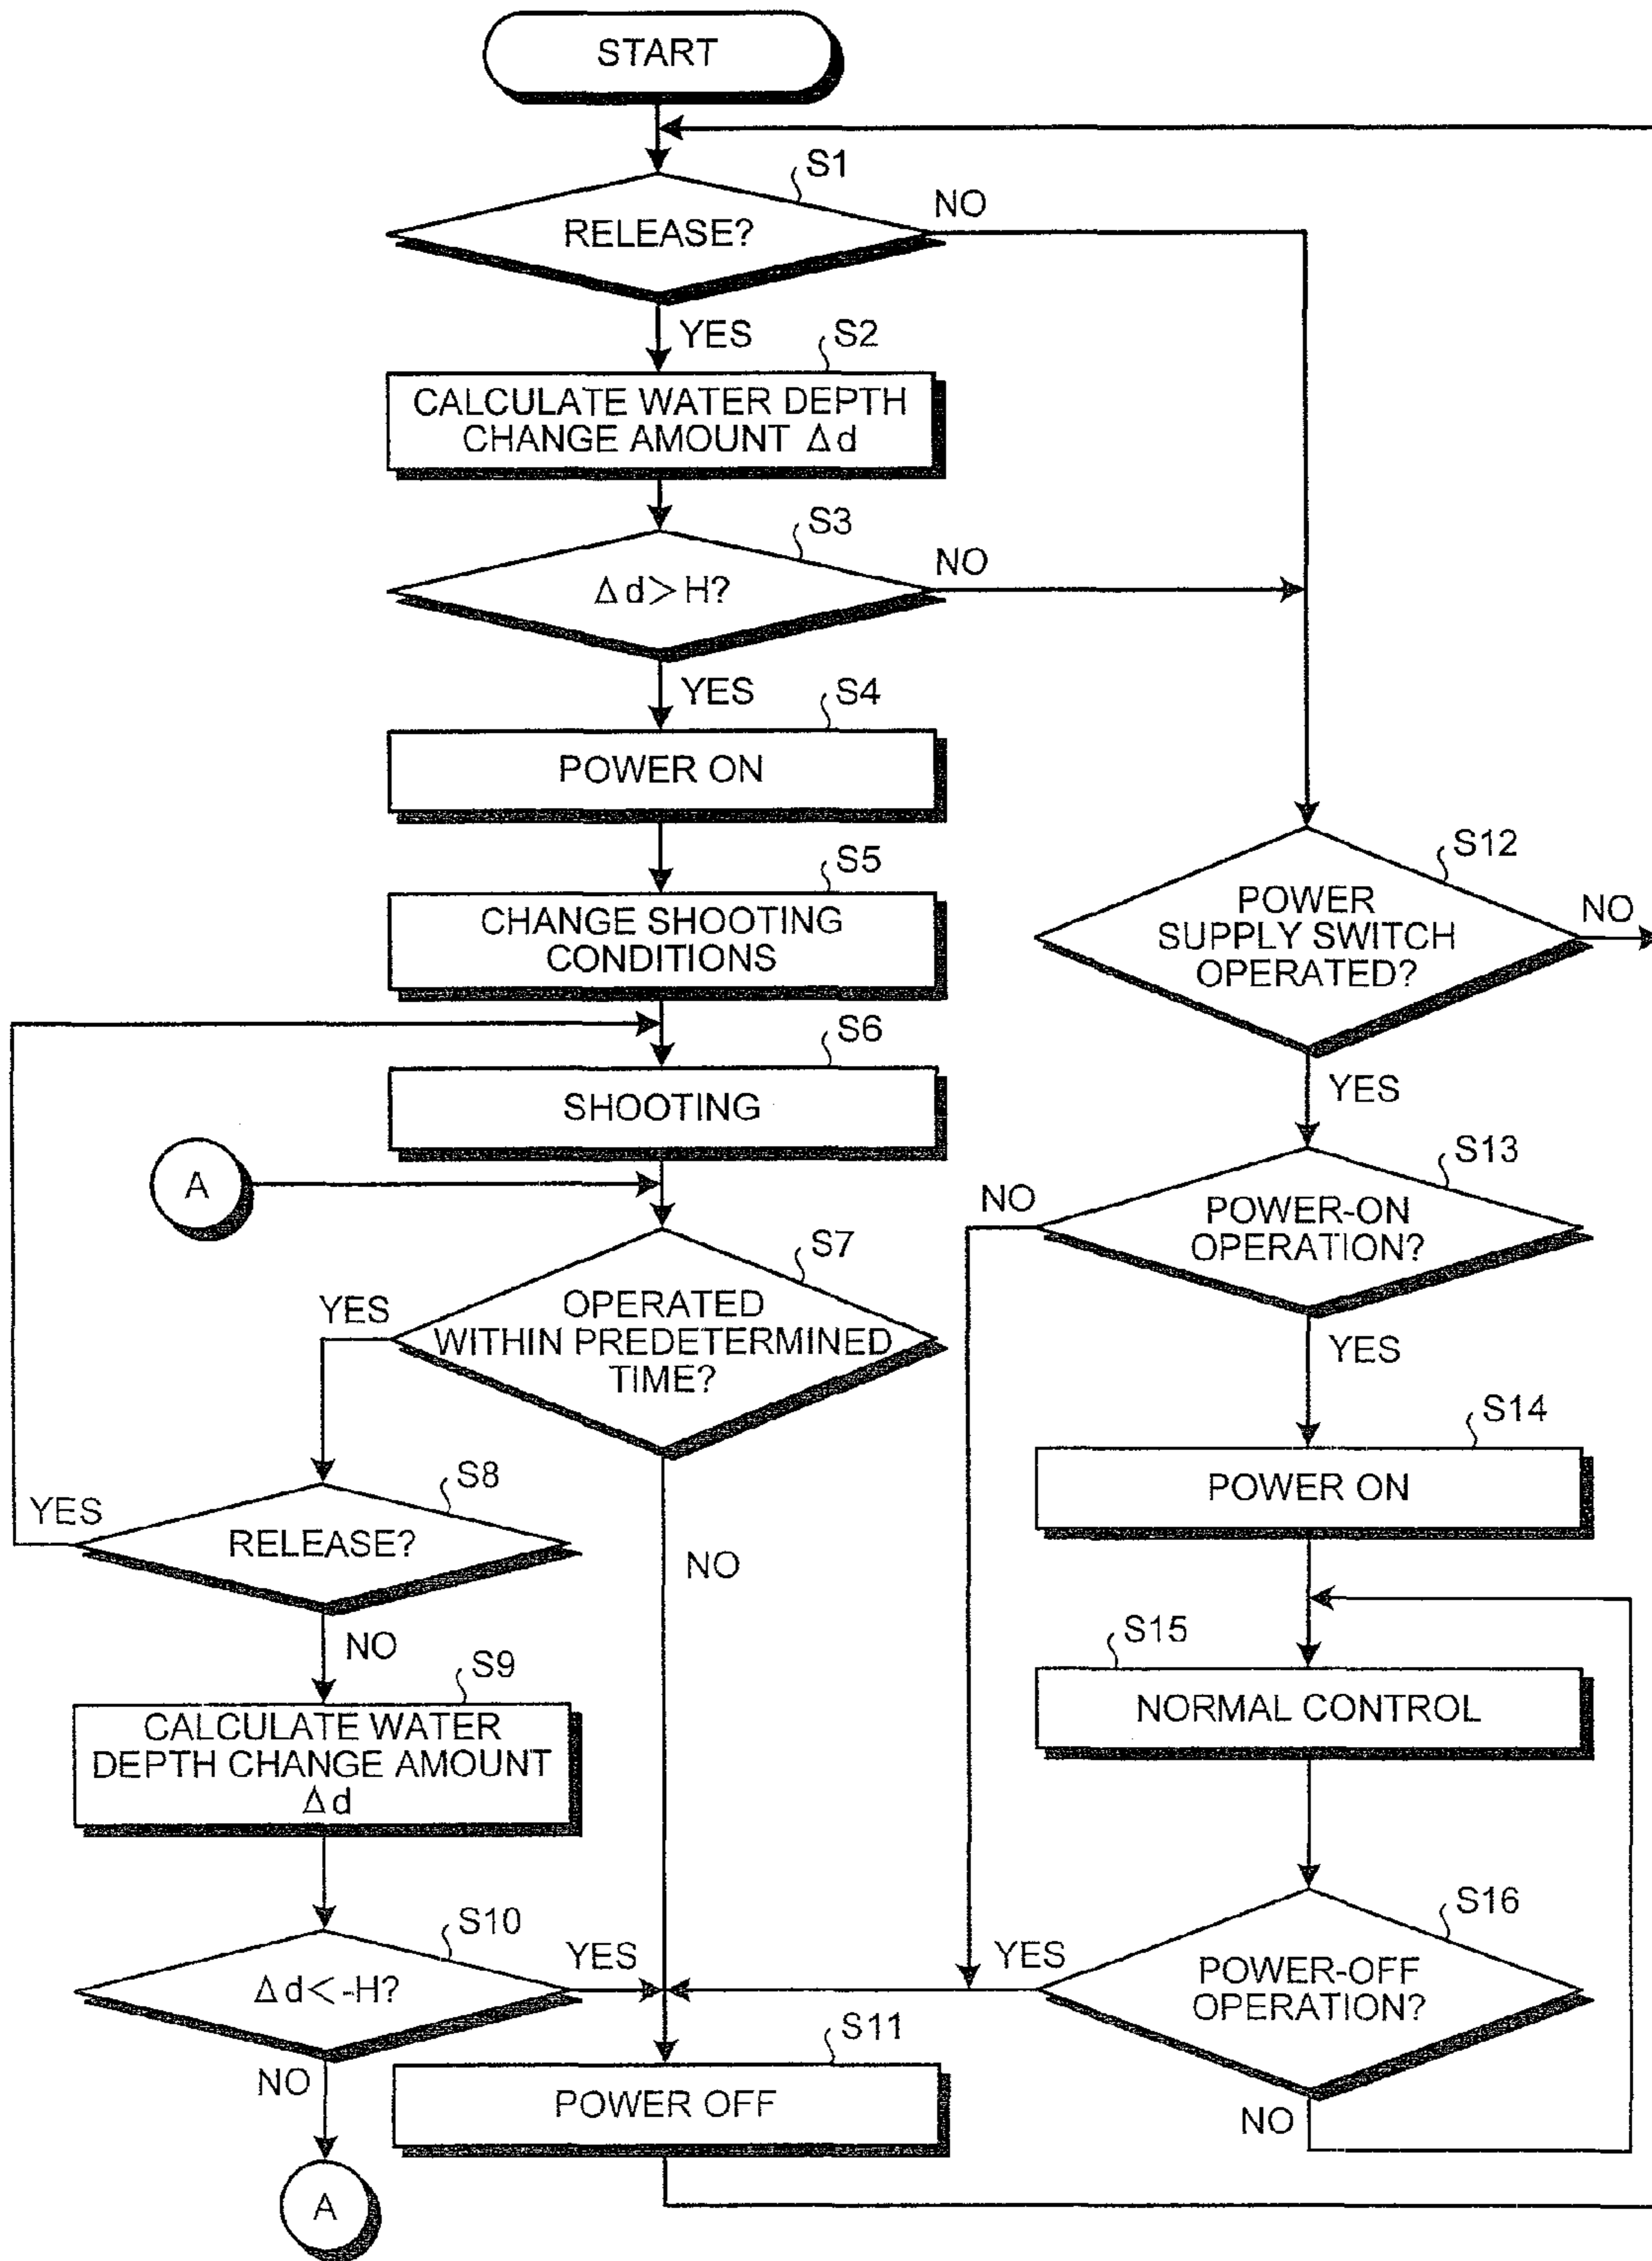 START
S1
RELEASE?
NO
YES
S2
CALCULATE WATER DEPTH
CHANGE AMOUNT Δd
S3
Δd>H?
NO
YES
S4
POWER ON
S5
CHANGE SHOOTING
CONDITIONS
S6
SHOOTING
A
S7
OPERATED
WITHIN PREDETERMINED
TIME?
YES
NO
S8
RELEASE?
YES
NO
S9
CALCULATE WATER
DEPTH CHANGE AMOUNT
Δd
S10
Δd<-H?
YES
NO
A
S11
POWER OFF
S12
POWER
SUPPLY SWITCH
OPERATED?
NO
YES
S13
POWER-ON
OPERATION?
NO
YES
S14
POWER ON
S15
NORMAL CONTROL
S16
POWER-OFF
OPERATION?
YES
NO